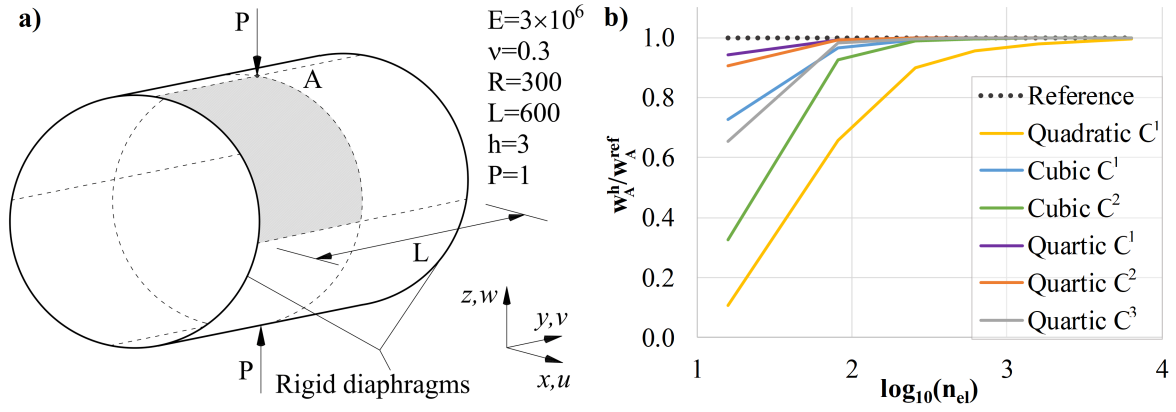 a)
P
A
E=3×10⁶
ν=0.3
R=300
L=600
h=3
P=1
L
z,w
y,v
x,u
P
Rigid diaphragms
b)
w_A^h/w_A^ref
1.0
0.8
0.6
0.4
0.2
0.0
1 2 3 4
log₁₀(n_el)
Reference
Quadratic C¹
Cubic C¹
Cubic C²
Quartic C¹
Quartic C²
Quartic C³